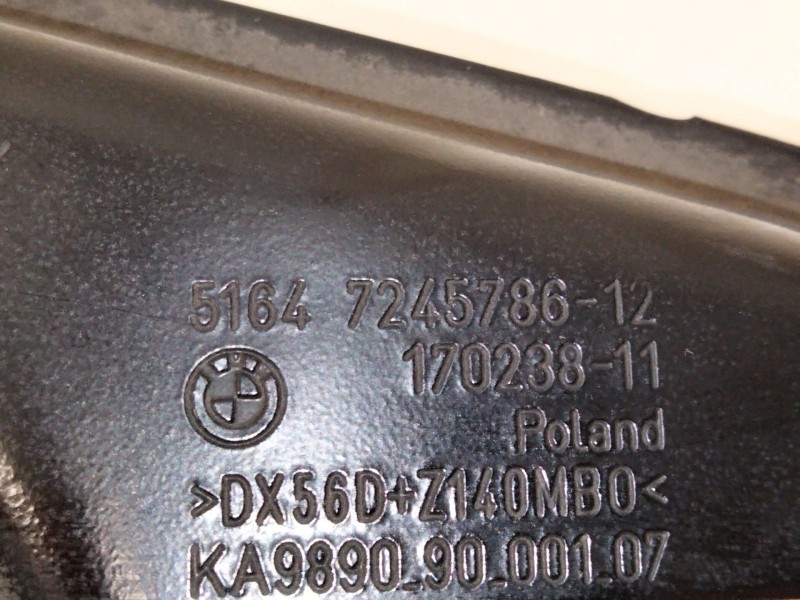 5164 7245786-12
170238-11
Poland
>DX56D+Z140MBO<
KA9890_90_001_07